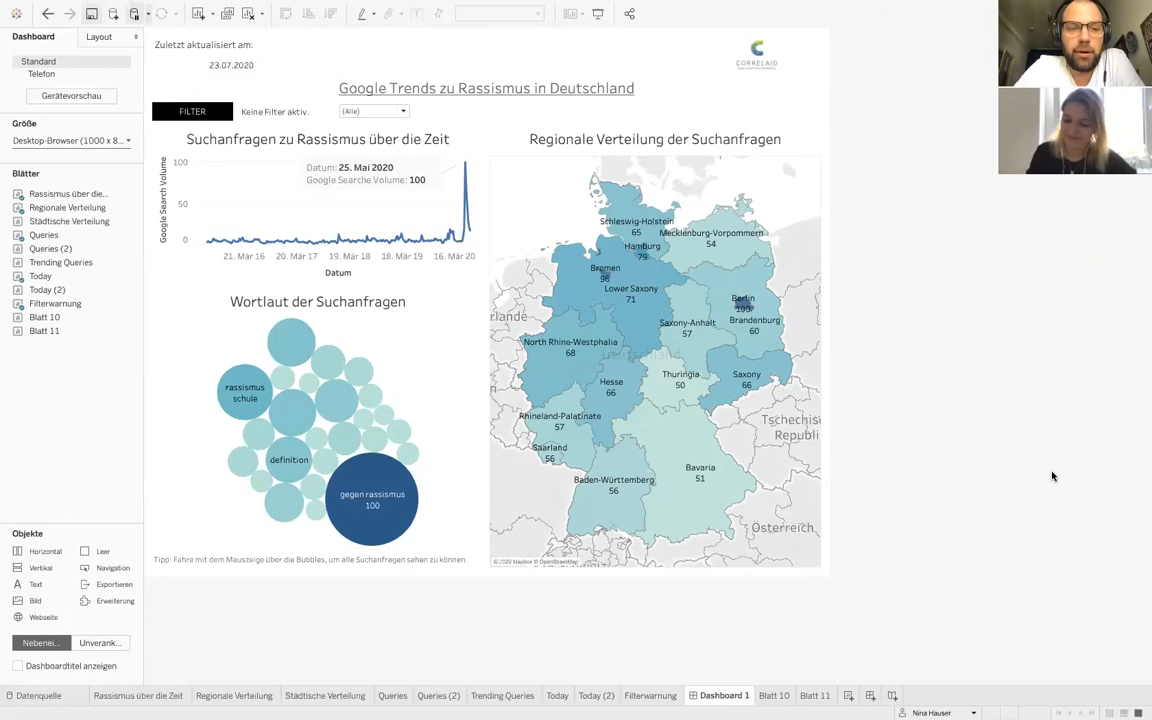 Dashboard
Layout
Standard
Telefon
Gerätevorschau
Größe
Desktop-Browser (1000 x 8...
Blätter
Rassismus über die...
Regionale Verteilung
Städtische Verteilung
Queries
Queries (2)
Trending Queries
Today
Today (2)
Filterwarnung
Blatt 10
Blatt 11
Objekte
Horizontal
Leer
Vertikal
Navigation
Text
Exportieren
Bild
Erweiterung
Webseite
Nebenei...
Unverank...
Dashboardtitel anzeigen
Zuletzt aktualisiert am:
23.07.2020
CORRELAID
Google Trends zu Rassismus in Deutschland
FILTER
Keine Filter aktiv.
(Alle)
Suchanfragen zu Rassismus über die Zeit
Google Search Volume
100
50
0
Datum: 25. Mai 2020
Google Searche Volume: 100
21. Mär 16
20. Mär 17
19. Mär 18
18. Mär 19
16. Mär 20
Datum
Wortlaut der Suchanfragen
rassismus
schule
definition
gegen rassismus
100
Tipp: Fahre mit dem Mauszeige über die Bubbles, um alle Suchanfragen sehen zu können.
Regionale Verteilung der Suchanfragen
Schleswig-Holstein
65
Mecklenburg-Vorpommern
54
Hamburg
79
Bremen
96
Lower Saxony
71
Berlin
100
Brandenburg
60
Saxony-Anhalt
57
rlande
North Rhine-Westphalia
68
Deutschland
Thuringia
50
Saxony
66
Hesse
66
Rhineland-Palatinate
57
Tschechis
Republi
Saarland
56
Bavaria
51
Baden-Württemberg
56
Österreich
© 2020 Mapbox © OpenStreetMap
Datenquelle
Rassismus über die Zeit
Regionale Verteilung
Städtische Verteilung
Queries
Queries (2)
Trending Queries
Today
Today (2)
Filterwarnung
Dashboard 1
Blatt 10
Blatt 11
Nina Hauser